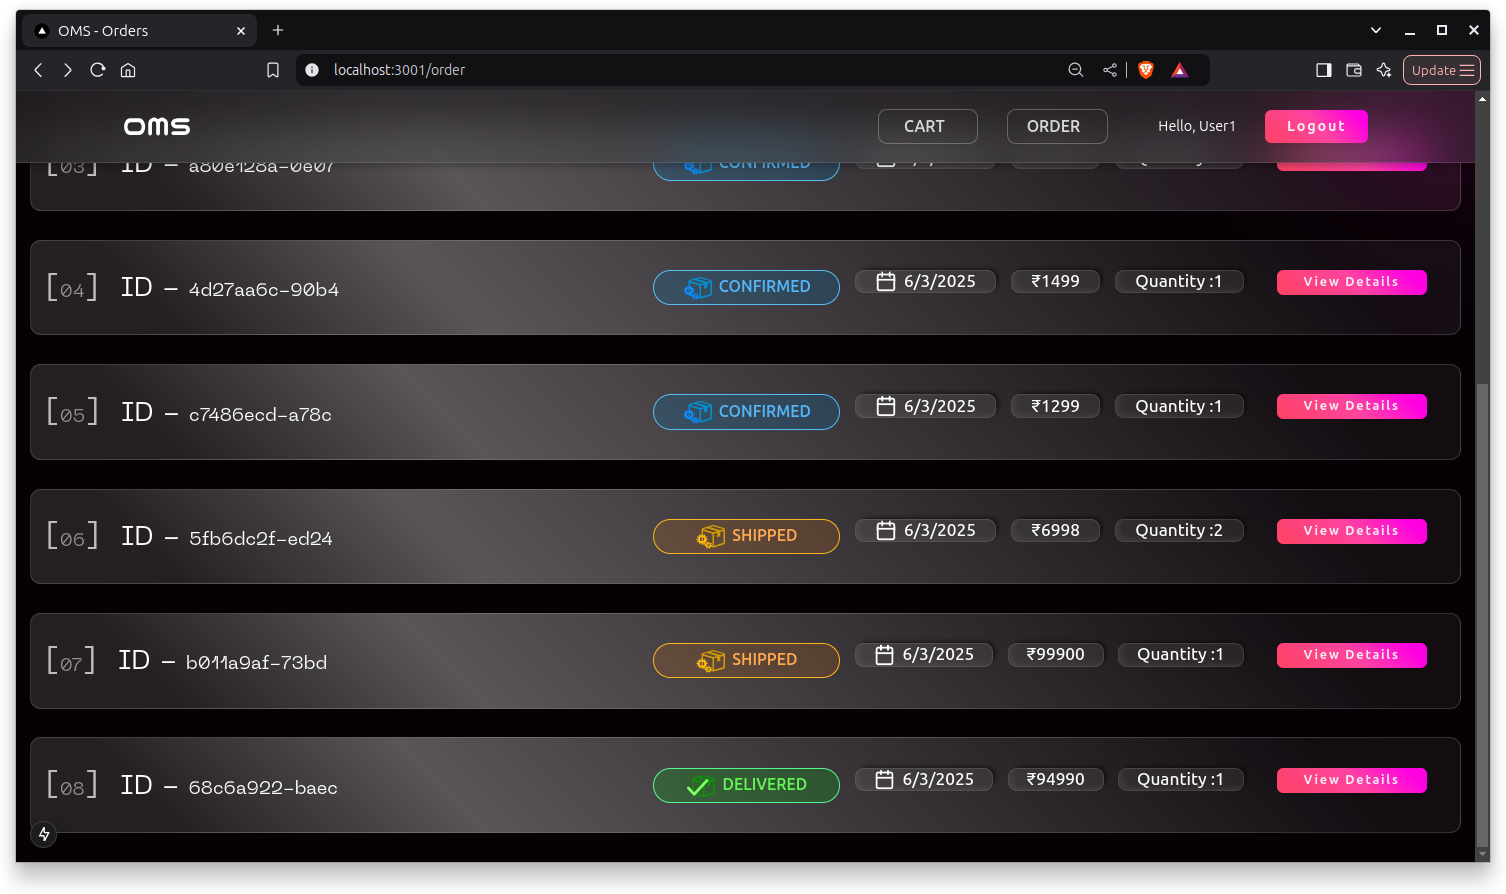 OMS - Orders
localhost:3001/order
Update
oms
CART
ORDER
Hello, User1
Logout
[03] ID - a80e128a-0e07
CONFIRMED
[04] ID - 4d27aa6c-90b4
CONFIRMED
6/3/2025
₹1499
Quantity :1
View Details
[05] ID - c7486ecd-a78c
CONFIRMED
6/3/2025
₹1299
Quantity :1
View Details
[06] ID - 5fb6dc2f-ed24
SHIPPED
6/3/2025
₹6998
Quantity :2
View Details
[07] ID - b011a9af-73bd
SHIPPED
6/3/2025
₹99900
Quantity :1
View Details
[08] ID - 68c6a922-baec
DELIVERED
6/3/2025
₹94990
Quantity :1
View Details